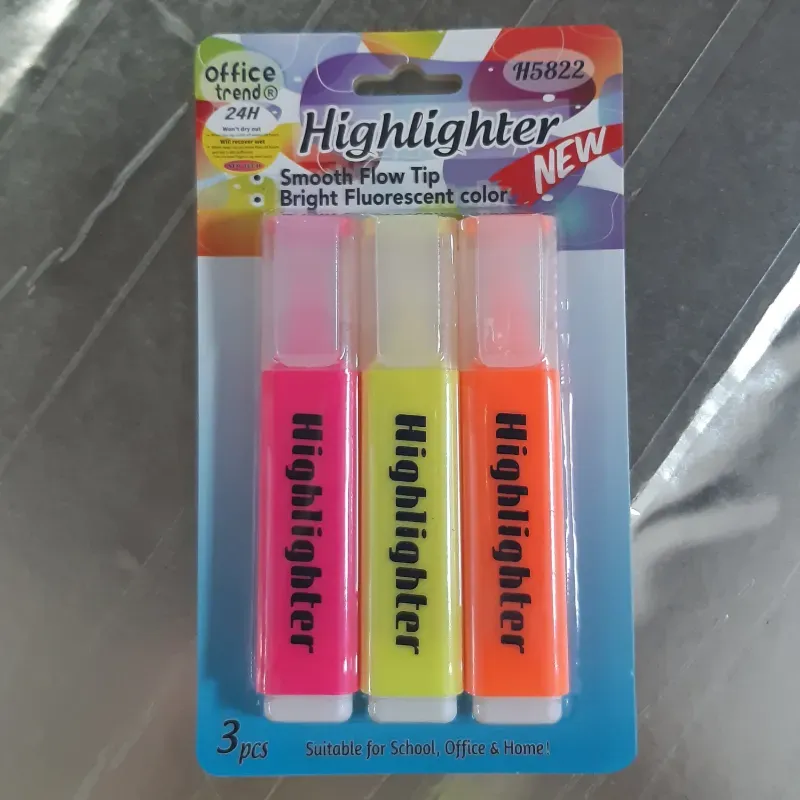 office
trend®
24H
Won't dry out
Will recover wet
H5822
Highlighter
NEW
Smooth Flow Tip
Bright Fluorescent color
Highlighter
Highlighter
Highlighter
3pcs
Suitable for School, Office & Home!